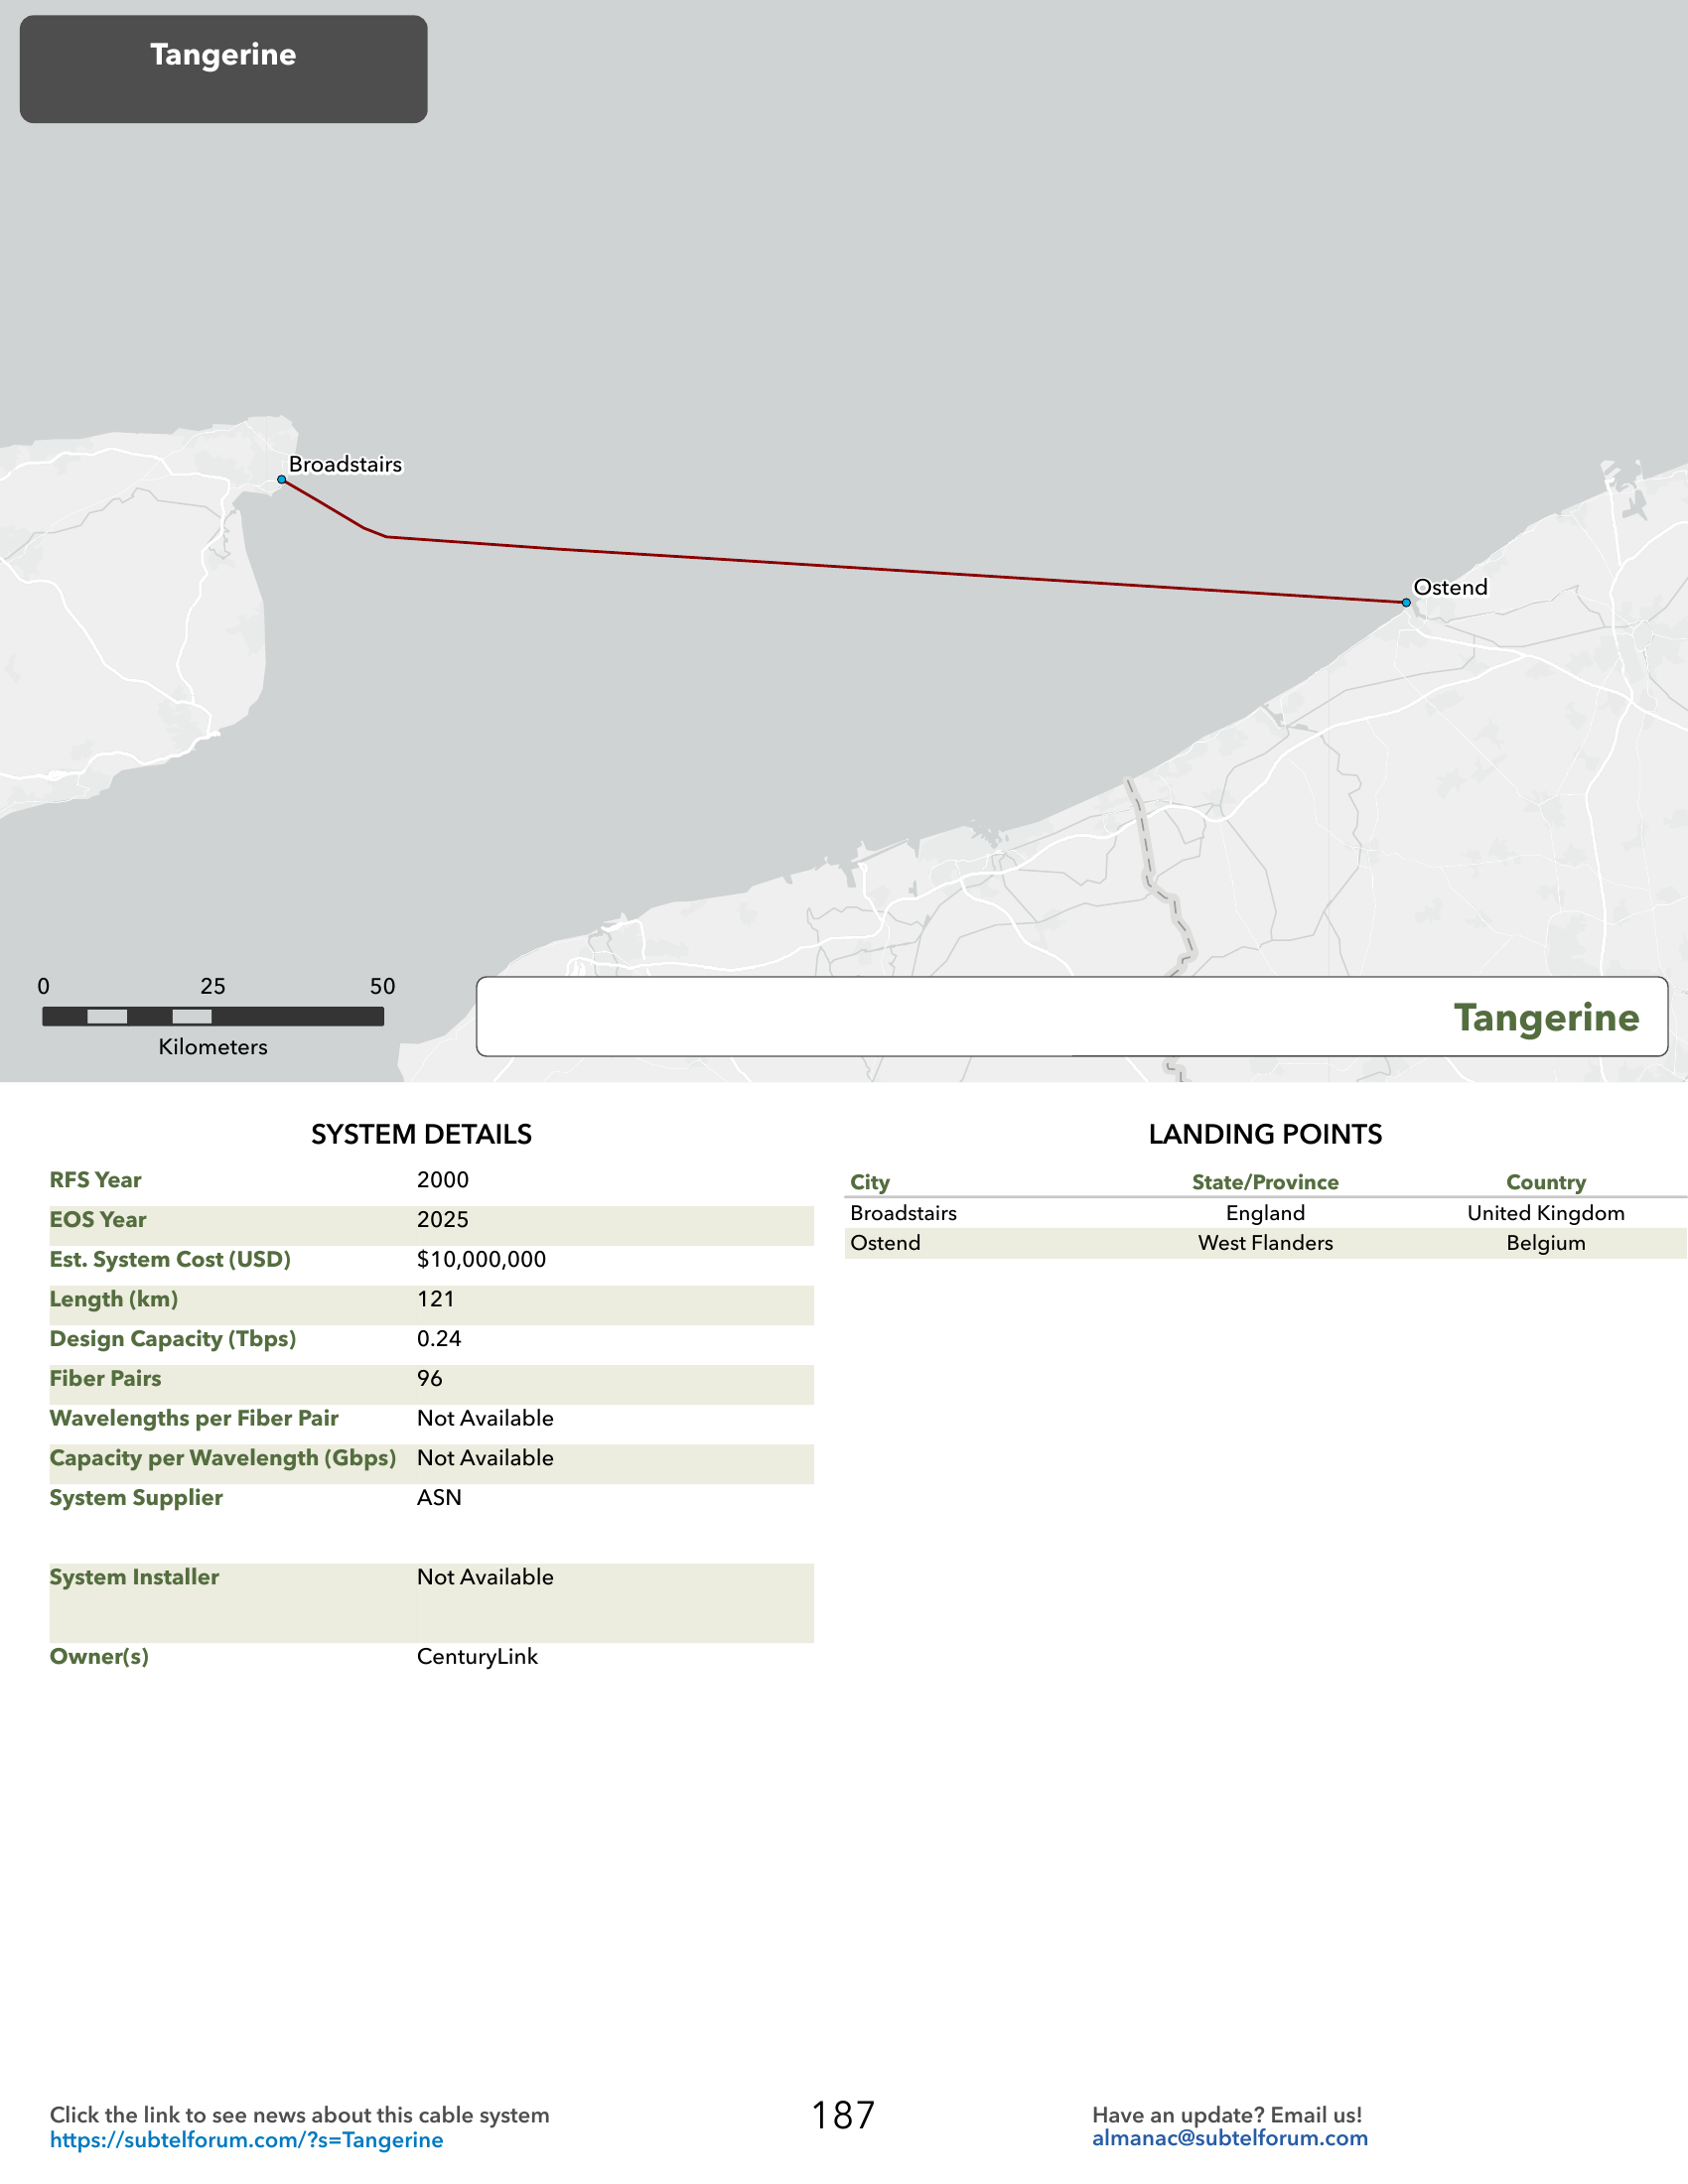 Tangerine
Broadstairs
Ostend
0 25 50
Kilometers
Tangerine
SYSTEM DETAILS
RFS Year 2000
EOS Year 2025
Est. System Cost (USD) $10,000,000
Length (km) 121
Design Capacity (Tbps) 0.24
Fiber Pairs 96
Wavelengths per Fiber Pair Not Available
Capacity per Wavelength (Gbps) Not Available
System Supplier ASN
System Installer Not Available
Owner(s) CenturyLink
LANDING POINTS
City State/Province Country
Broadstairs England United Kingdom
Ostend West Flanders Belgium
Click the link to see news about this cable system
https://subtelforum.com/?s=Tangerine
187
Have an update? Email us!
almanac@subtelforum.com